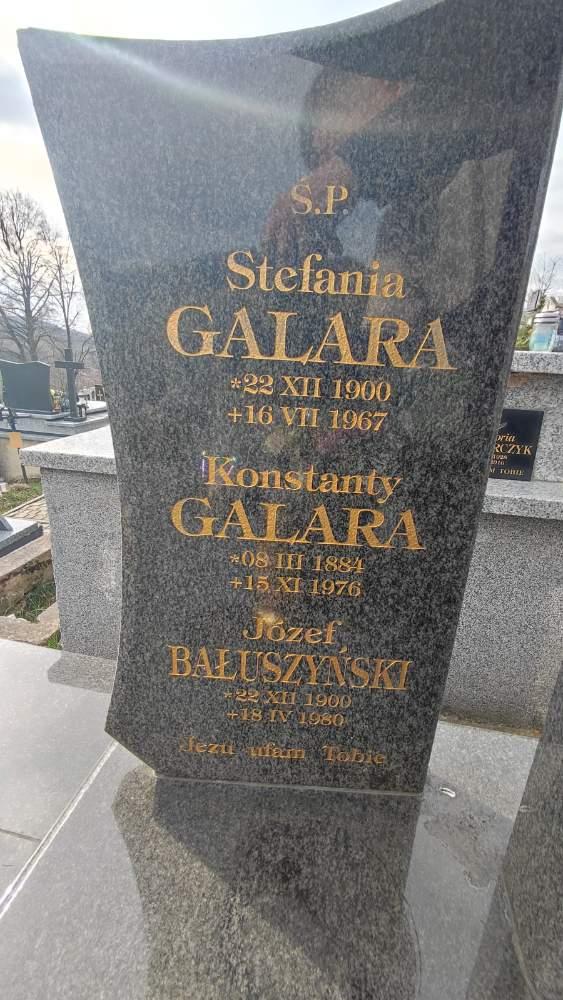 Ś.P.
Stefania
GALARA
*22 XII 1900
+16 VII 1967
Konstanty
GALARA
*08 III 1884
+15 XI 1976
Józef
BAŁUSZYŃSKI
*22 XII 1900
+18 IV 1980
Jezu ufam Tobie
TOBIE